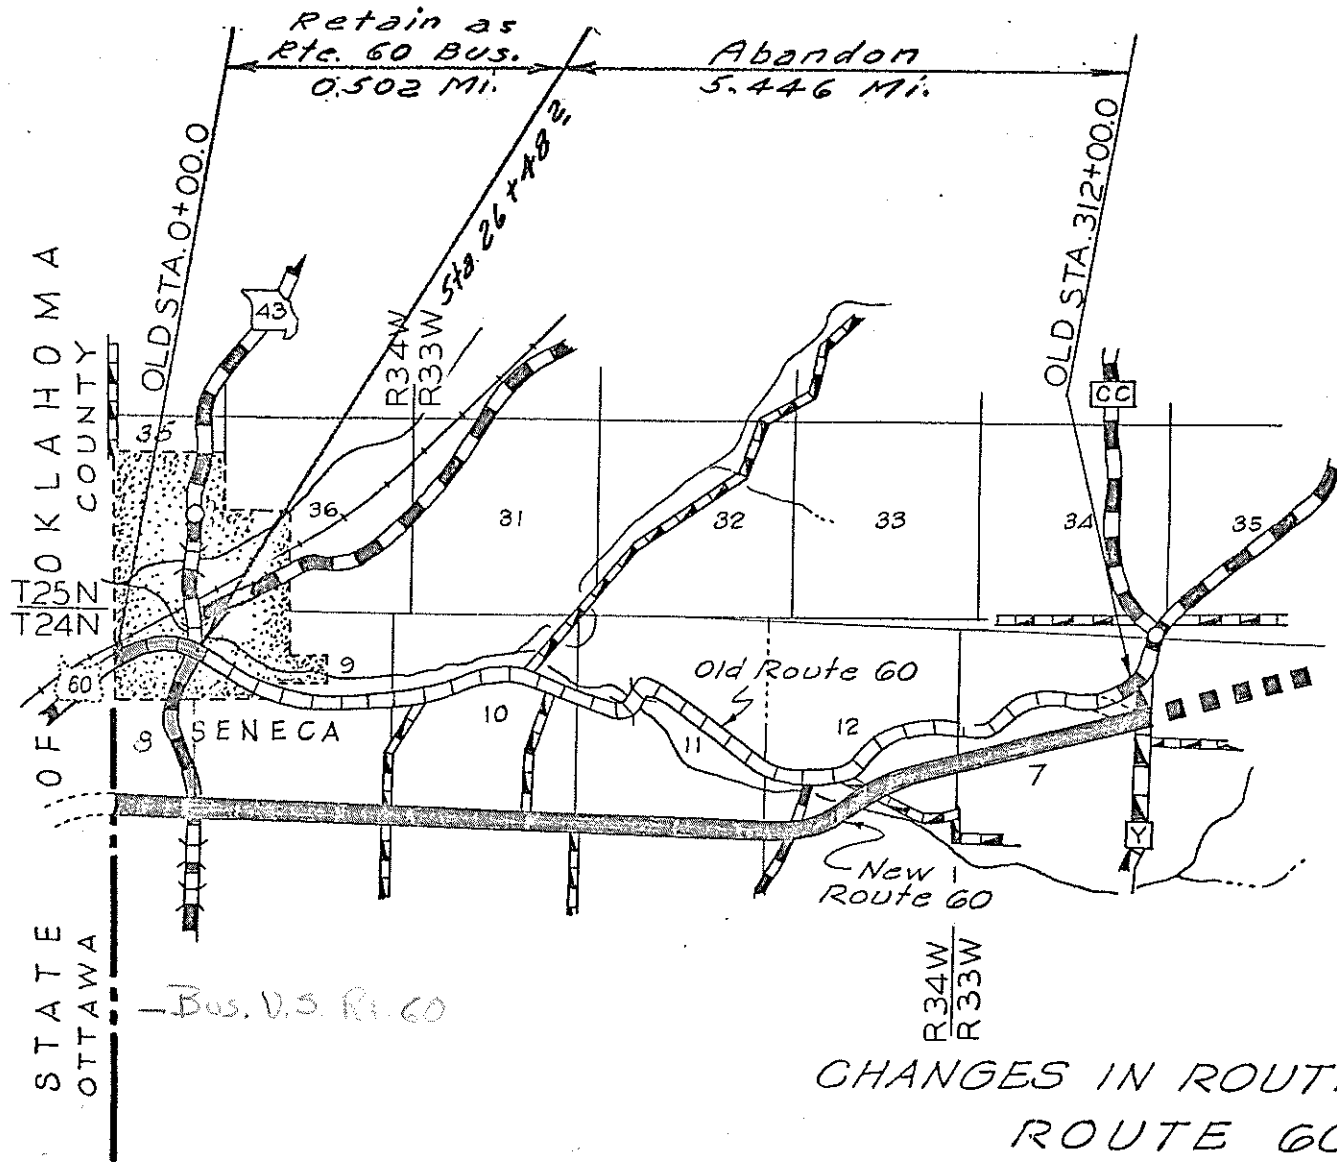 Retain as
Rte. 60 Bus.
0.502 Mi.
Abandon
5.446 Mi.
OLD STA. 0+00.0
Sta. 26+48.2
OLD STA. 312+00.0
STATE OF OKLAHOMA
OTTAWA COUNTY
43
R34W
R33W
CC
35
36
31
32
33
34
35
T25N
T24N
60
9
Old Route 60
10
11
12
9
SENECA
7
Y
New
Route 60
R34W
R33W
Bus. U.S. Rt. 60
CHANGES IN ROUT
ROUTE 60